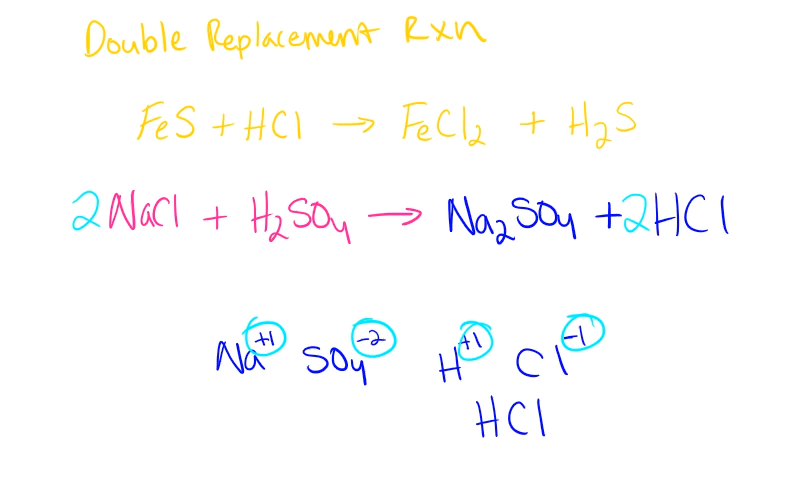 Double Replacement Rxn
FeS + HCl → FeCl₂ + H₂S
2NaCl + H₂SO₄ → Na₂SO₄ + 2HCl
Na⁺¹ SO₄⁻² H⁺¹ Cl⁻¹
HCl